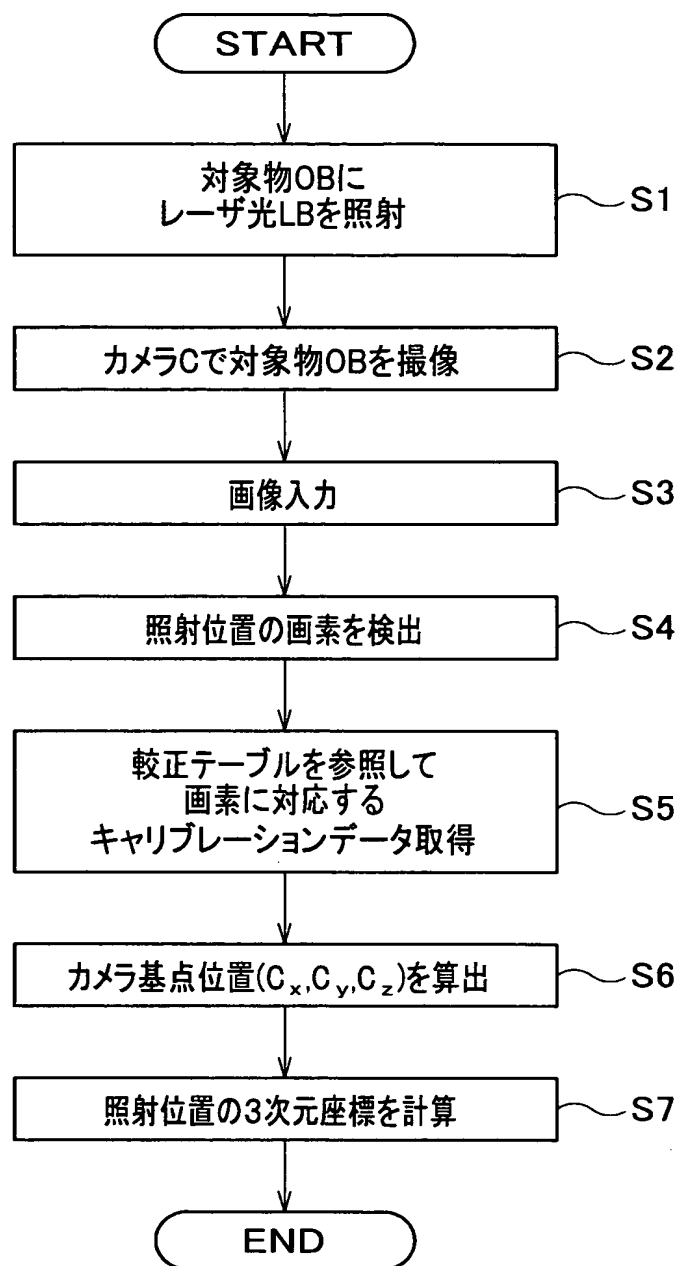 START
対象物OBに
レーザ光LBを照射
S1
カメラCで対象物OBを撮像
S2
画像入力
S3
照射位置の画素を検出
S4
較正テーブルを参照して
画素に対応する
キャリブレーションデータ取得
S5
カメラ基点位置(Cx,Cy,Cz)を算出
S6
照射位置の3次元座標を計算
S7
END